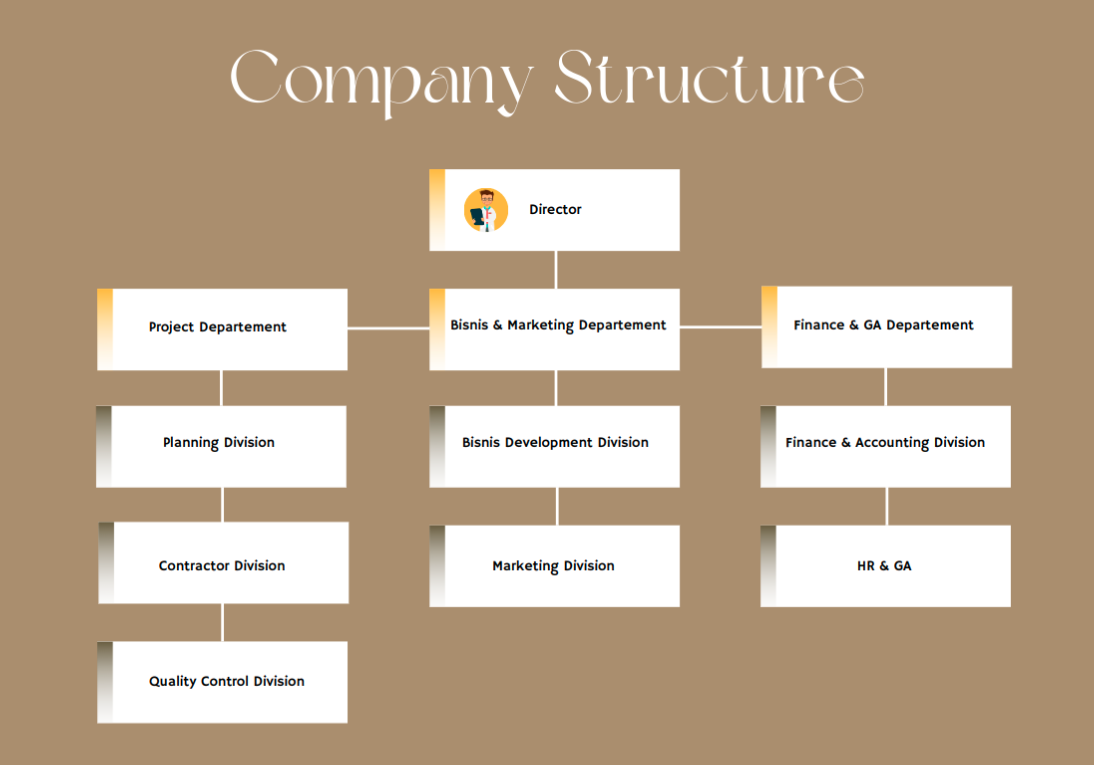 Company Structure
Director
Project Departement
Bisnis & Marketing Departement
Finance & GA Departement
Planning Division
Bisnis Development Division
Finance & Accounting Division
Contractor Division
Marketing Division
HR & GA
Quality Control Division